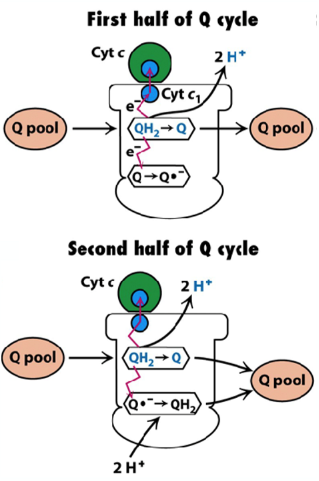 First half of Q cycle
Cyt c
2 H⁺
e⁻
Cyt c₁
Q pool
QH₂→Q
Q pool
e⁻
Q→Q•⁻
Second half of Q cycle
Cyt c
2 H⁺
Q pool
QH₂→Q
Q pool
Q•⁻→QH₂
2 H⁺